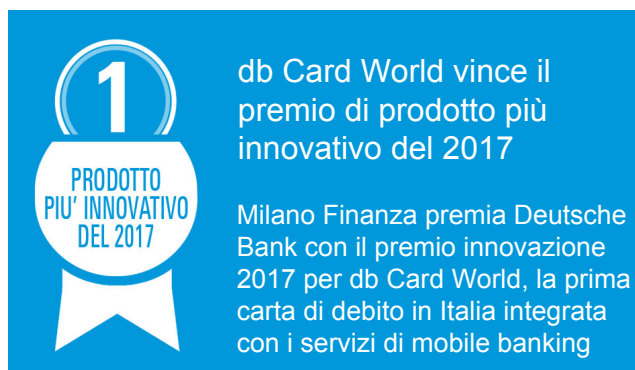 1
PRODOTTO
PIU' INNOVATIVO
DEL 2017
db Card World vince il
premio di prodotto più
innovativo del 2017
Milano Finanza premia Deutsche
Bank con il premio innovazione
2017 per db Card World, la prima
carta di debito in Italia integrata
con i servizi di mobile banking